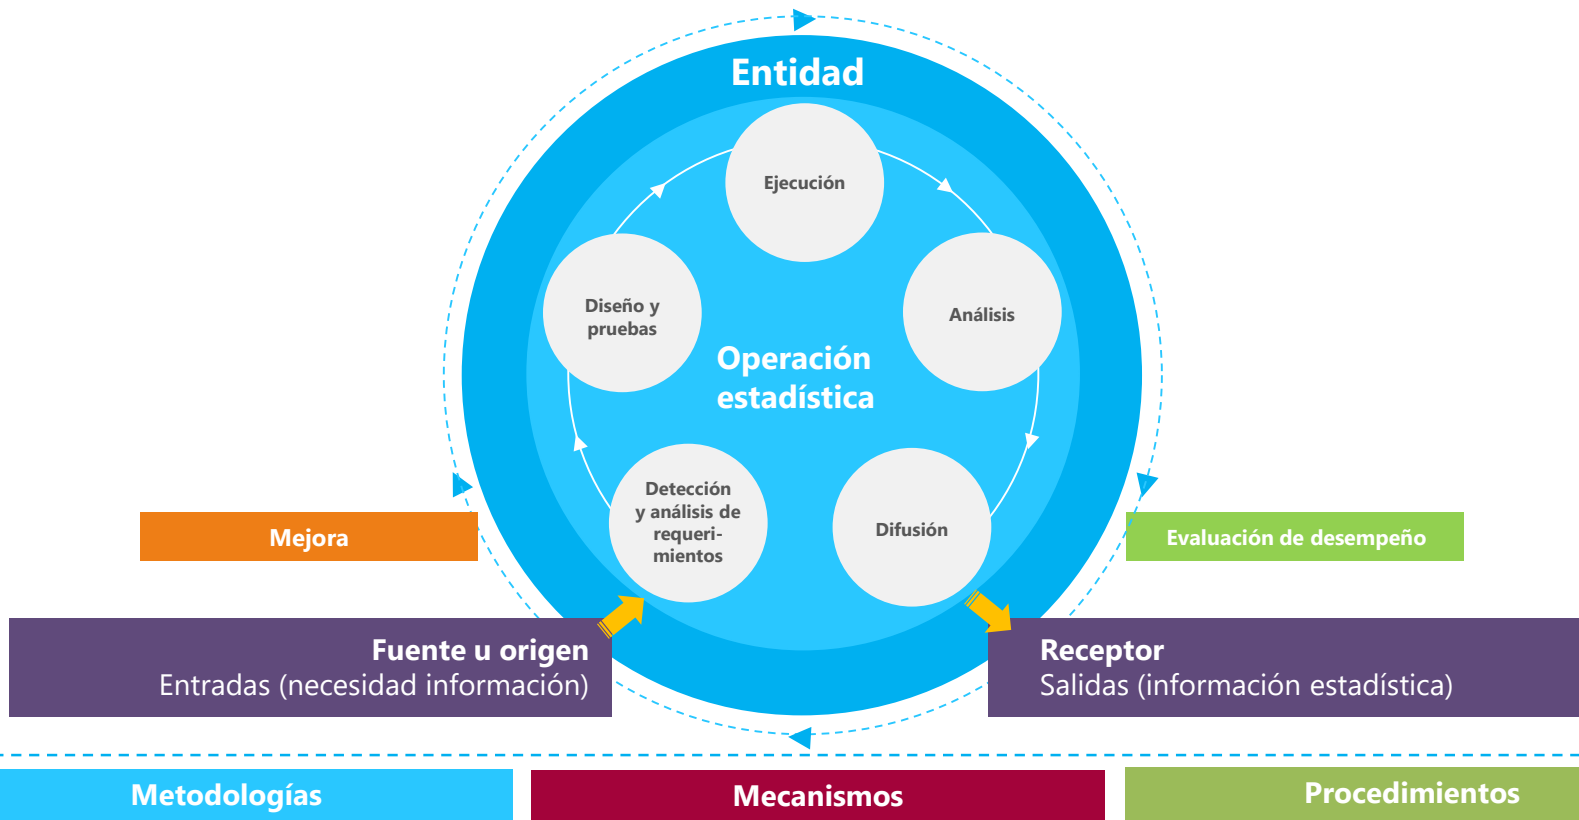 Entidad
Ejecución
Diseño y
pruebas
Análisis
Operación
estadística
Detección
y análisis de
requeri-
mientos
Difusión
Mejora
Evaluación de desempeño
Fuente u origen
Entradas (necesidad información)
Receptor
Salidas (información estadística)
Metodologías
Mecanismos
Procedimientos